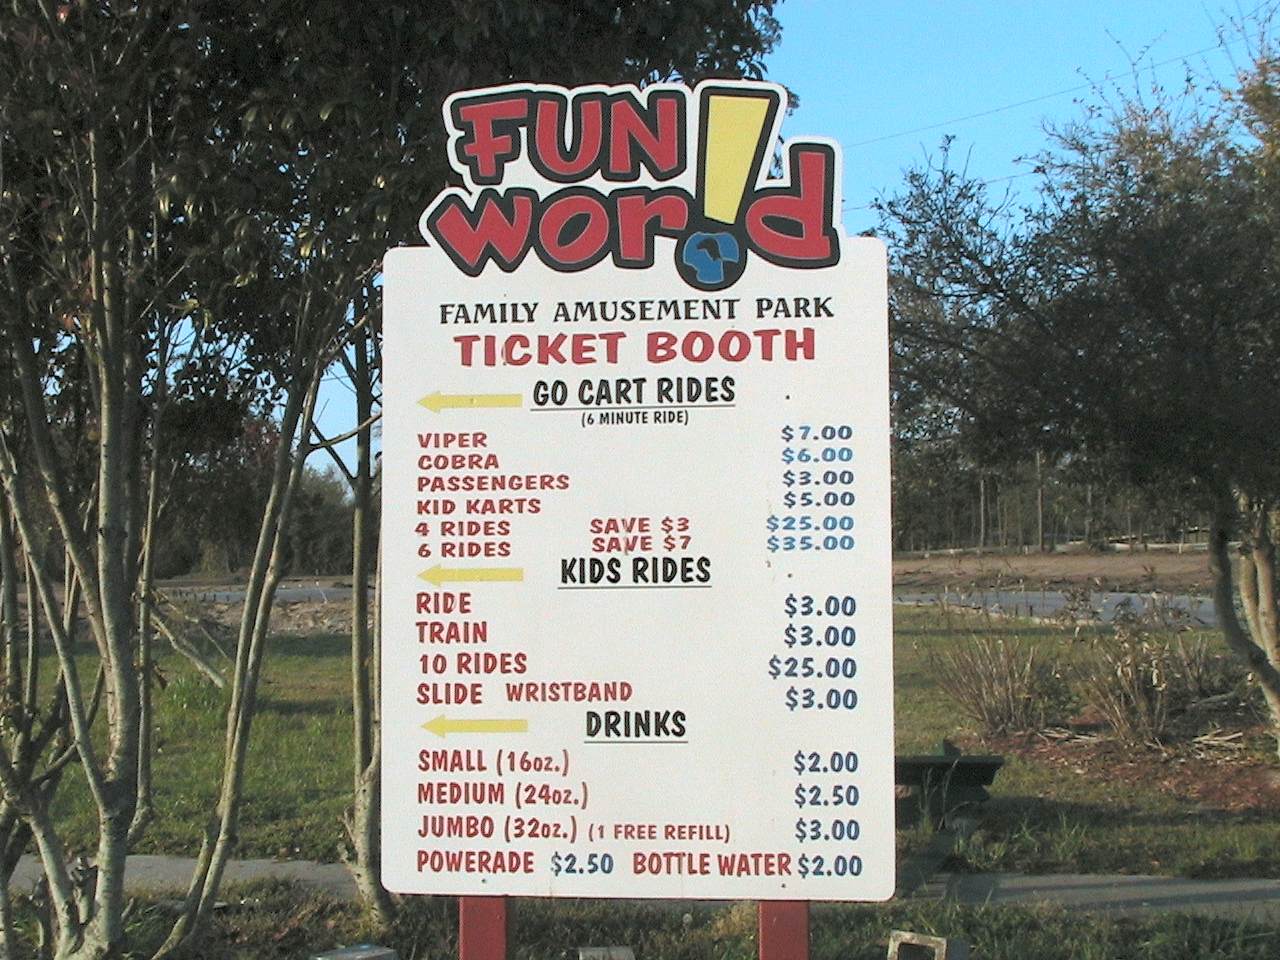 FUN
WOR!d
FAMILY AMUSEMENT PARK
TICKET BOOTH
GO CART RIDES
(6 MINUTE RIDE)
VIPER $7.00
COBRA $6.00
PASSENGERS $3.00
KID KARTS $5.00
4 RIDES SAVE $3 $25.00
6 RIDES SAVE $7 $35.00
KIDS RIDES
RIDE $3.00
TRAIN $3.00
10 RIDES $25.00
SLIDE WRISTBAND $3.00
DRINKS
SMALL (16oz.) $2.00
MEDIUM (24oz.) $2.50
JUMBO (32oz.) (1 FREE REFILL) $3.00
POWERADE $2.50 BOTTLE WATER $2.00